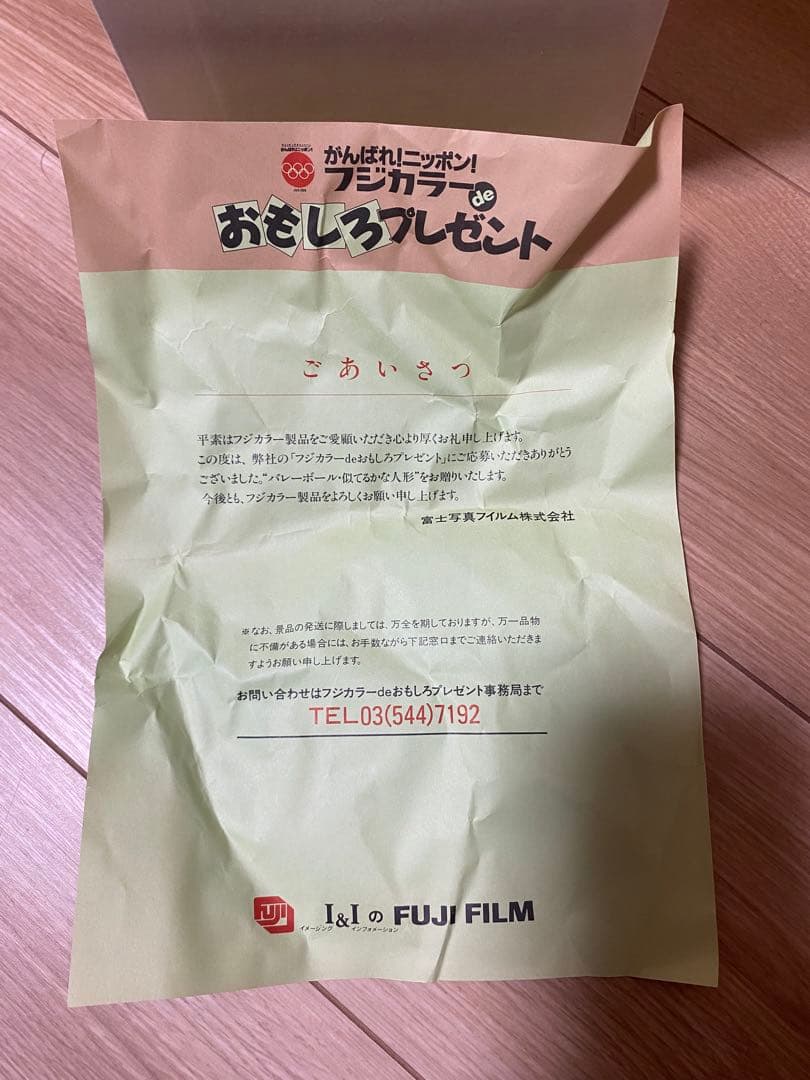 がんばれ!ニッポン!
がんばれ!ニッポン!
フジカラーde
おもしろプレゼント
ごあいさつ
平素はフジカラー製品をご愛顧いただき心より厚くお礼申し上げます。
この度は、弊社の「フジカラーdeおもしろプレゼント」にご応募いただきありがとう
ございました。“バレーボール・似てるかな人形”をお贈りいたします。
今後とも、フジカラー製品をよろしくお願い申し上げます。
富士写真フイルム株式会社
※なお、景品の発送に際しましては、万全を期しておりますが、万一品物
に不備がある場合には、お手数ながら下記窓口までご連絡いただきま
すようお願い申し上げます。
お問い合わせはフジカラーdeおもしろプレゼント事務局まで
TEL03(544)7192
FUJI I&IのFUJI FILM
イメージング インフォメーション